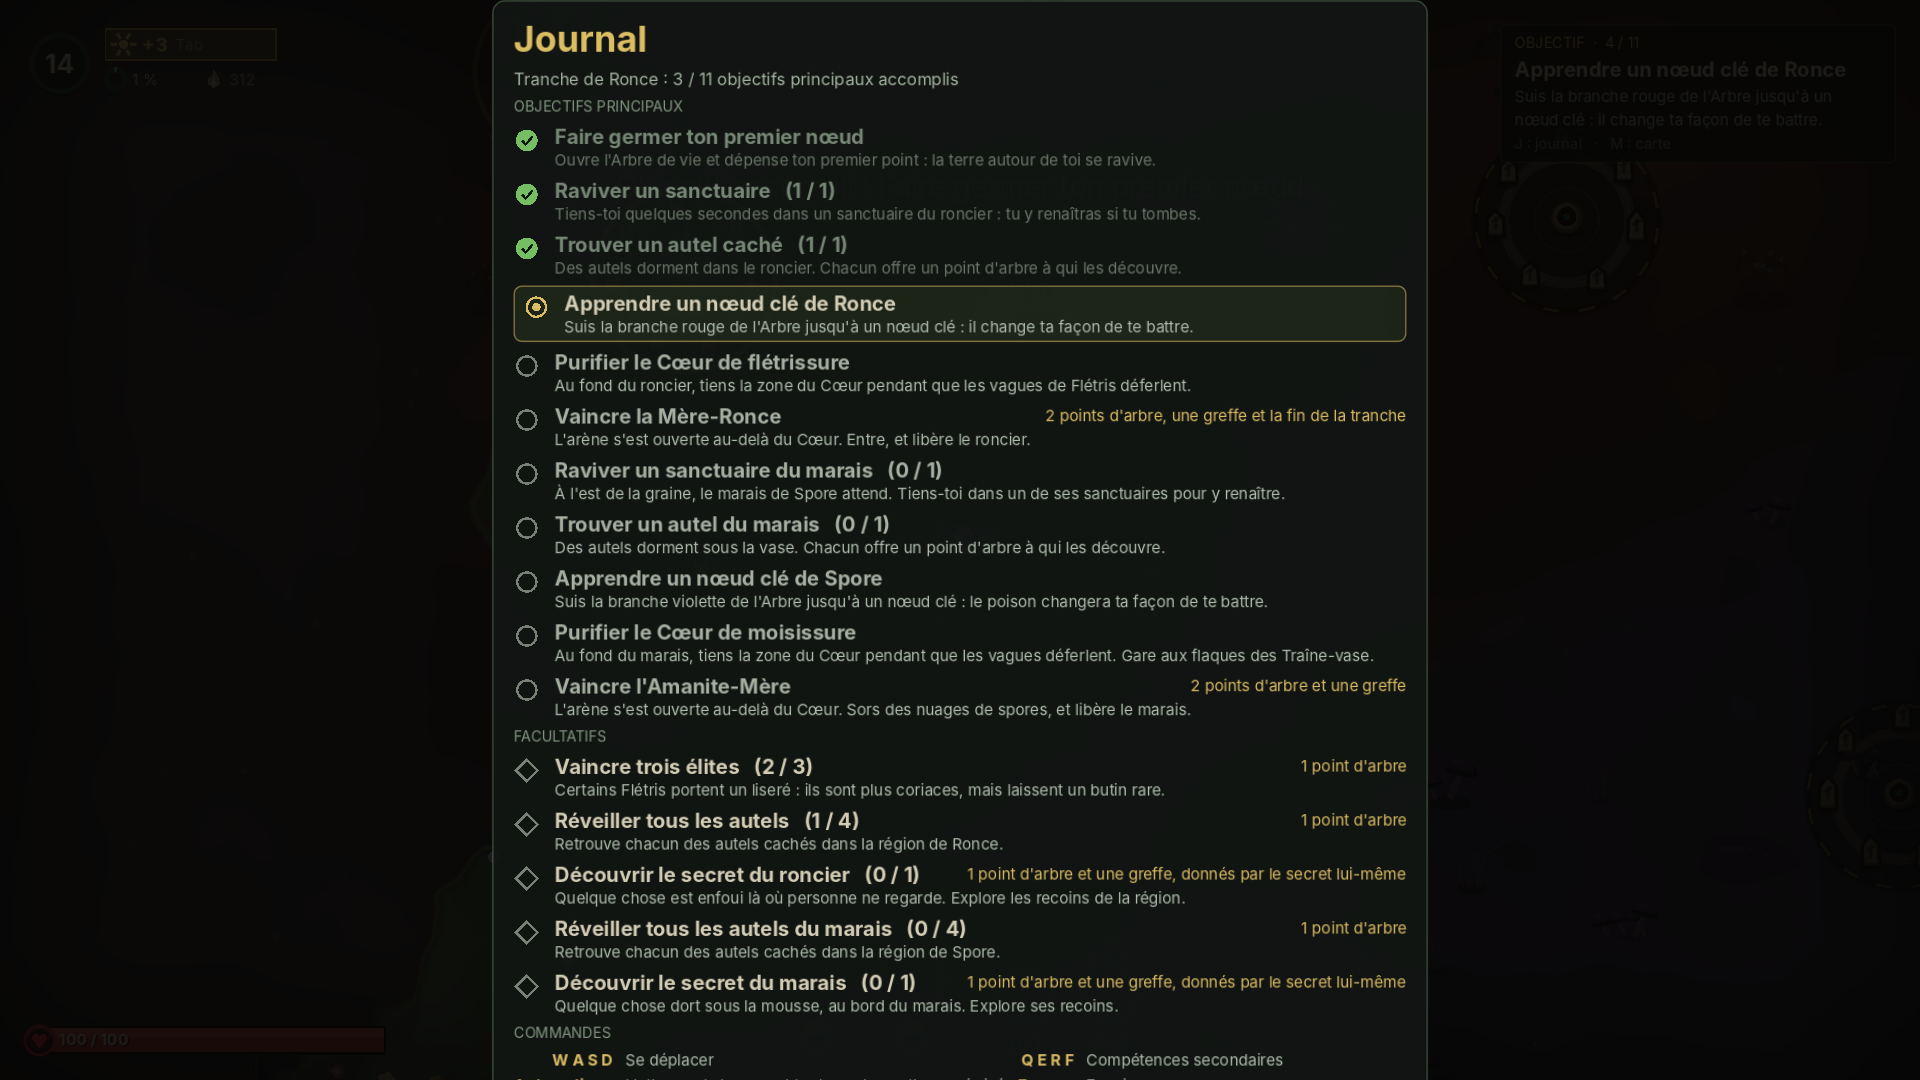 14
+3 Tab
1 %
312
Journal
Tranche de Ronce : 3 / 11 objectifs principaux accomplis
OBJECTIFS PRINCIPAUX
Faire germer ton premier nœud
Ouvre l'Arbre de vie et dépense ton premier point : la terre autour de toi se ravive.
Raviver un sanctuaire (1 / 1)
Tiens-toi quelques secondes dans un sanctuaire du roncier : tu y renaîtras si tu tombes.
Trouver un autel caché (1 / 1)
Des autels dorment dans le roncier. Chacun offre un point d'arbre à qui les découvre.
Apprendre un nœud clé de Ronce
Suis la branche rouge de l'Arbre jusqu'à un nœud clé : il change ta façon de te battre.
Purifier le Cœur de flétrissure
Au fond du roncier, tiens la zone du Cœur pendant que les vagues de Flétris déferlent.
Vaincre la Mère-Ronce
2 points d'arbre, une greffe et la fin de la tranche
L'arène s'est ouverte au-delà du Cœur. Entre, et libère le roncier.
Raviver un sanctuaire du marais (0 / 1)
À l'est de la graine, le marais de Spore attend. Tiens-toi dans un de ses sanctuaires pour y renaître.
Trouver un autel du marais (0 / 1)
Des autels dorment sous la vase. Chacun offre un point d'arbre à qui les découvre.
Apprendre un nœud clé de Spore
Suis la branche violette de l'Arbre jusqu'à un nœud clé : le poison changera ta façon de te battre.
Purifier le Cœur de moisissure
Au fond du marais, tiens la zone du Cœur pendant que les vagues déferlent. Gare aux flaques des Traîne-vase.
Vaincre l'Amanite-Mère
2 points d'arbre et une greffe
L'arène s'est ouverte au-delà du Cœur. Sors des nuages de spores, et libère le marais.
FACULTATIFS
Vaincre trois élites (2 / 3)
1 point d'arbre
Certains Flétris portent un liseré : ils sont plus coriaces, mais laissent un butin rare.
Réveiller tous les autels (1 / 4)
1 point d'arbre
Retrouve chacun des autels cachés dans la région de Ronce.
Découvrir le secret du roncier (0 / 1)
1 point d'arbre et une greffe, donnés par le secret lui-même
Quelque chose est enfoui là où personne ne regarde. Explore les recoins de la région.
Réveiller tous les autels du marais (0 / 4)
1 point d'arbre
Retrouve chacun des autels cachés dans la région de Spore.
Découvrir le secret du marais (0 / 1)
1 point d'arbre et une greffe, donnés par le secret lui-même
Quelque chose dort sous la mousse, au bord du marais. Explore ses recoins.
COMMANDES
W A S D Se déplacer
Q E R F Compétences secondaires
OBJECTIF · 4 / 11
Apprendre un nœud clé de Ronce
Suis la branche rouge de l'Arbre jusqu'à un
nœud clé : il change ta façon de te battre.
J : journal · M : carte
100 / 100